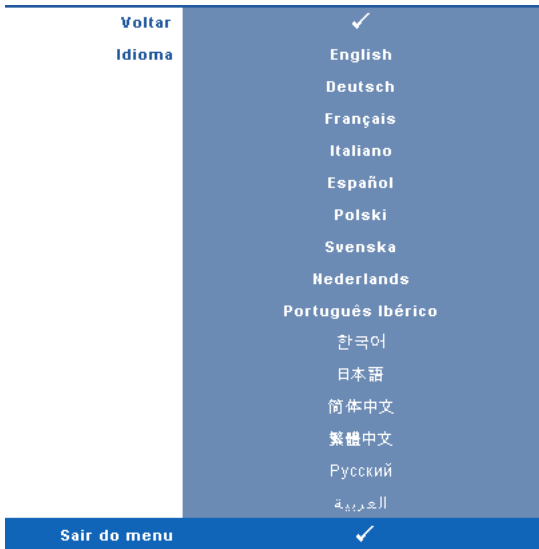 Voltar ✓
Idioma English
Deutsch
Français
Italiano
Español
Polski
Svenska
Nederlands
Português Ibérico
한국어
日本語
简体中文
繁體中文
Русский
العربية
Sair do menu ✓